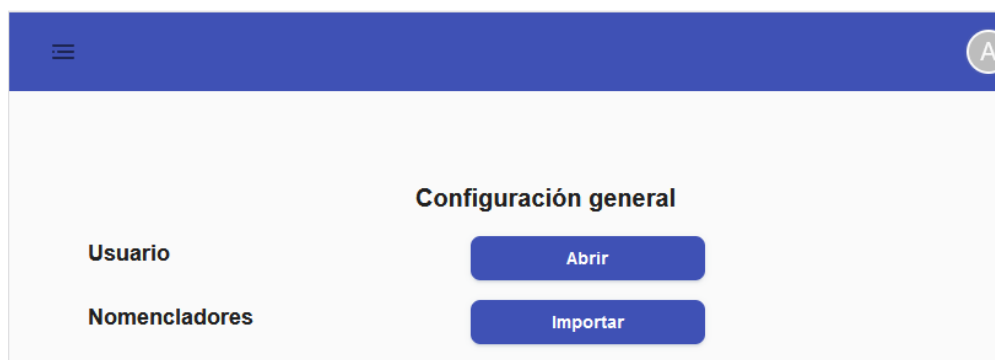 A
Configuración general
Usuario
Abrir
Nomencladores
Importar